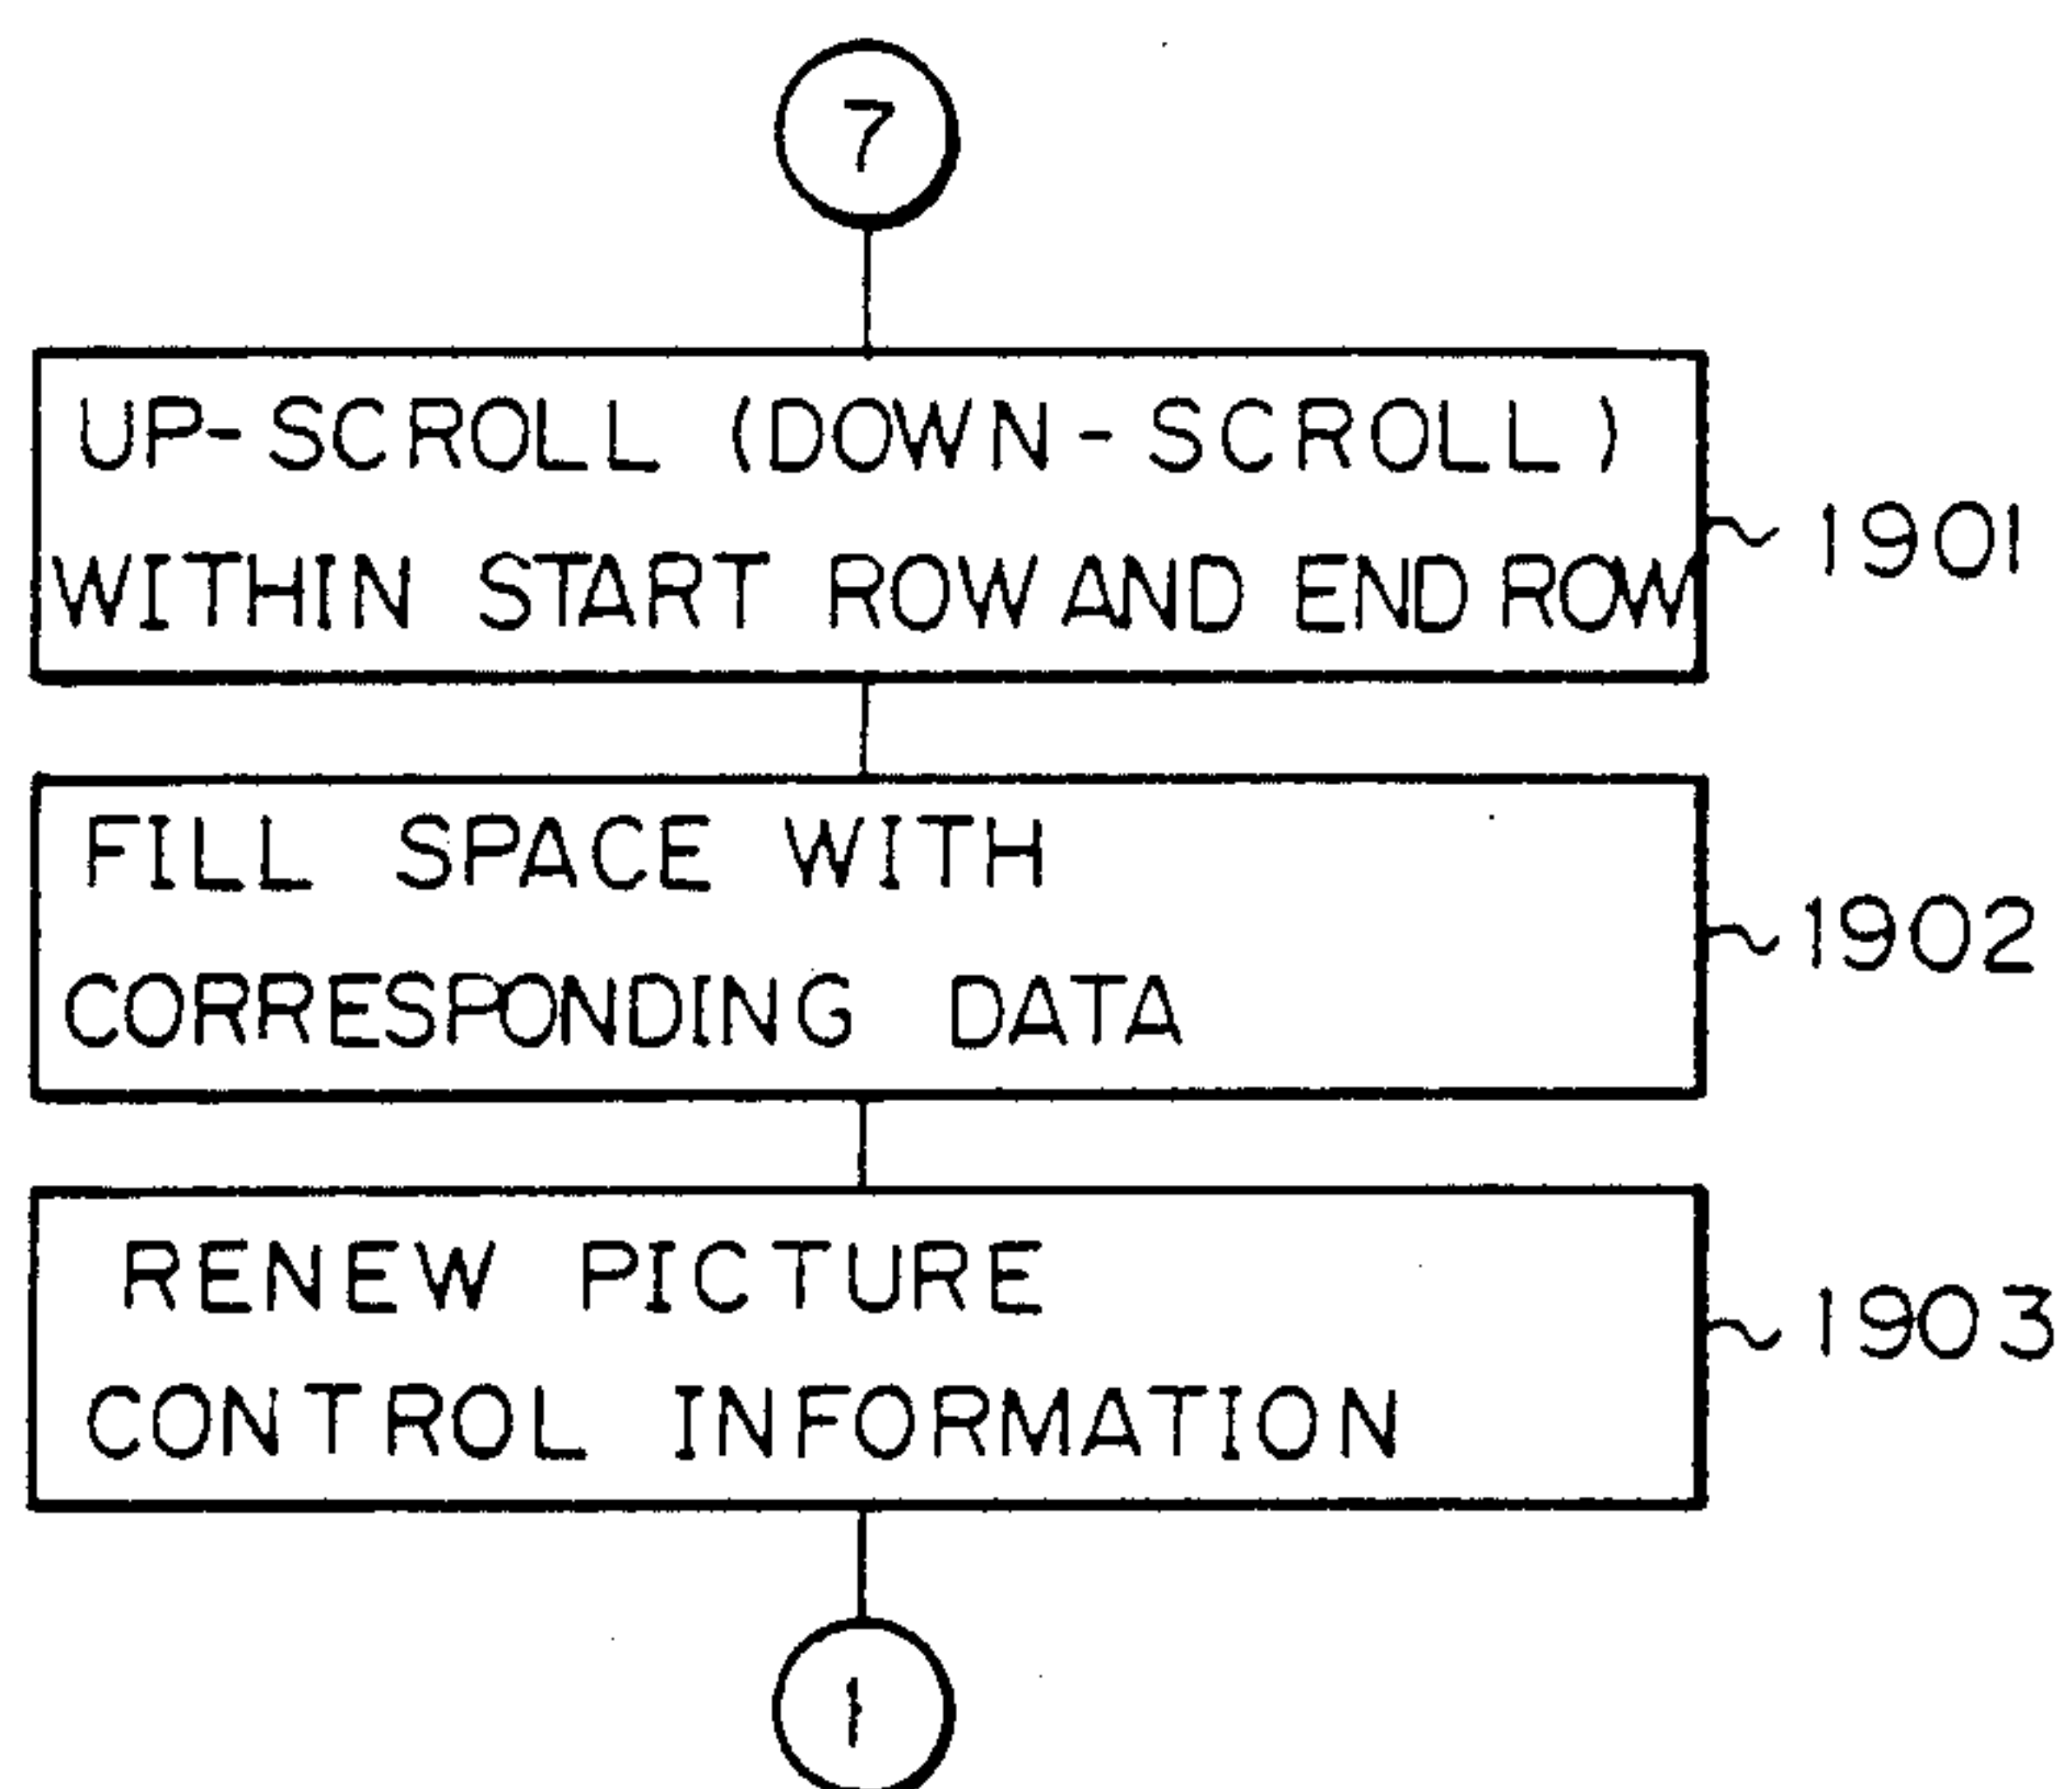 7
UP-SCROLL (DOWN-SCROLL)
WITHIN START ROW AND END ROW
1901
FILL SPACE WITH
CORRESPONDING DATA
1902
RENEW PICTURE
CONTROL INFORMATION
1903
1